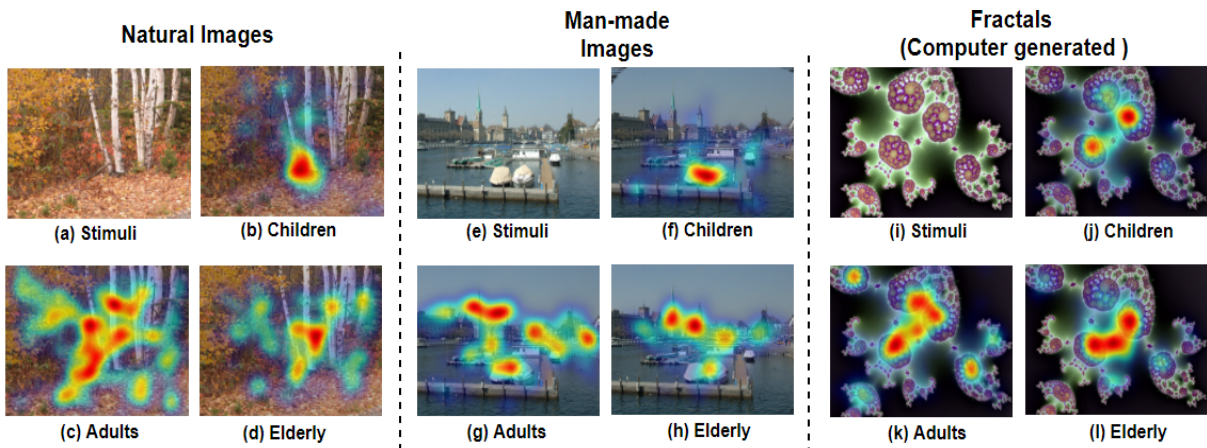 Natural Images
Man-made
Images
Fractals
(Computer generated )
(a) Stimuli
(b) Children
(e) Stimuli
(f) Children
(i) Stimuli
(j) Children
(c) Adults
(d) Elderly
(g) Adults
(h) Elderly
(k) Adults
(l) Elderly